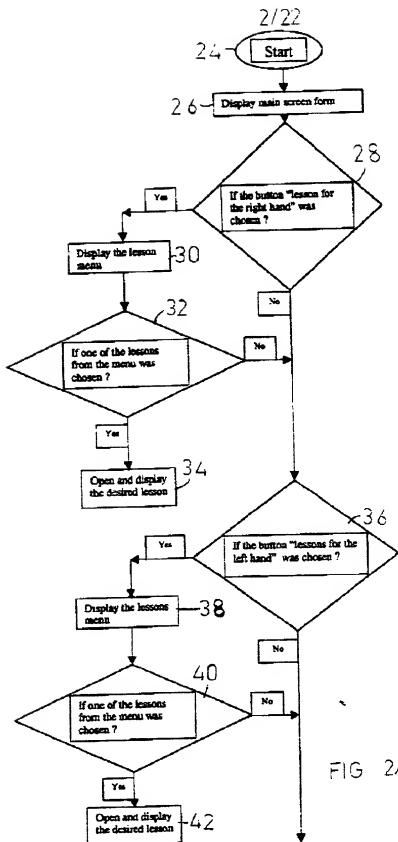 2/22
24
Start
26
Display main screen form
28
If the button "lesson for
the right hand" was
chosen ?
Yes
Display the lesson
menu
30
No
32
If one of the lessons
from the menu was
chosen ?
No
Yes
34
Open and display
the desired lesson
36
If the button "lessons for the
left hand" was chosen ?
Yes
Display the lessons
menu
38
No
40
If one of the lessons
from the menu was
chosen ?
No
Yes
FIG 2/
Open and display
the desired lesson
42